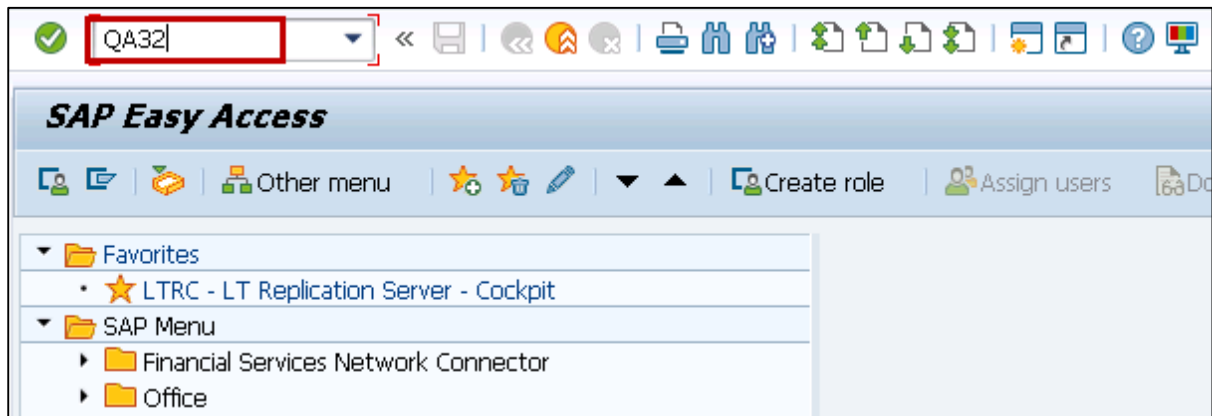 QA32
SAP Easy Access
Other menu Create role Assign users Do
Favorites
LTRC - LT Replication Server - Cockpit
SAP Menu
Financial Services Network Connector
Office